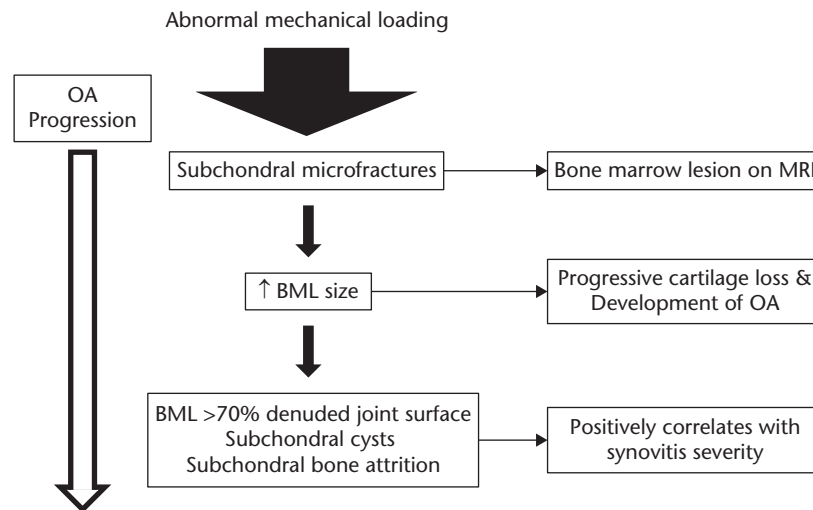 Abnormal mechanical loading
OA
Progression
Subchondral microfractures
Bone marrow lesion on MRI
↑ BML size
Progressive cartilage loss &
Development of OA
BML >70% denuded joint surface
Subchondral cysts
Subchondral bone attrition
Positively correlates with
synovitis severity